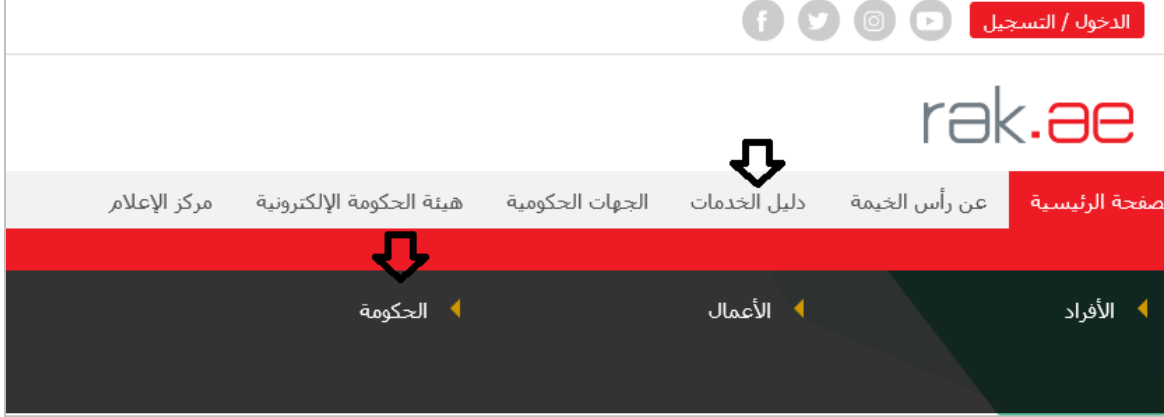 الدخول / التسجيل
rak.ae
صفحة الرئيسية عن رأس الخيمة دليل الخدمات الجهات الحكومية هيئة الحكومة الإلكترونية مركز الإعلام
الأفراد الأعمال الحكومة